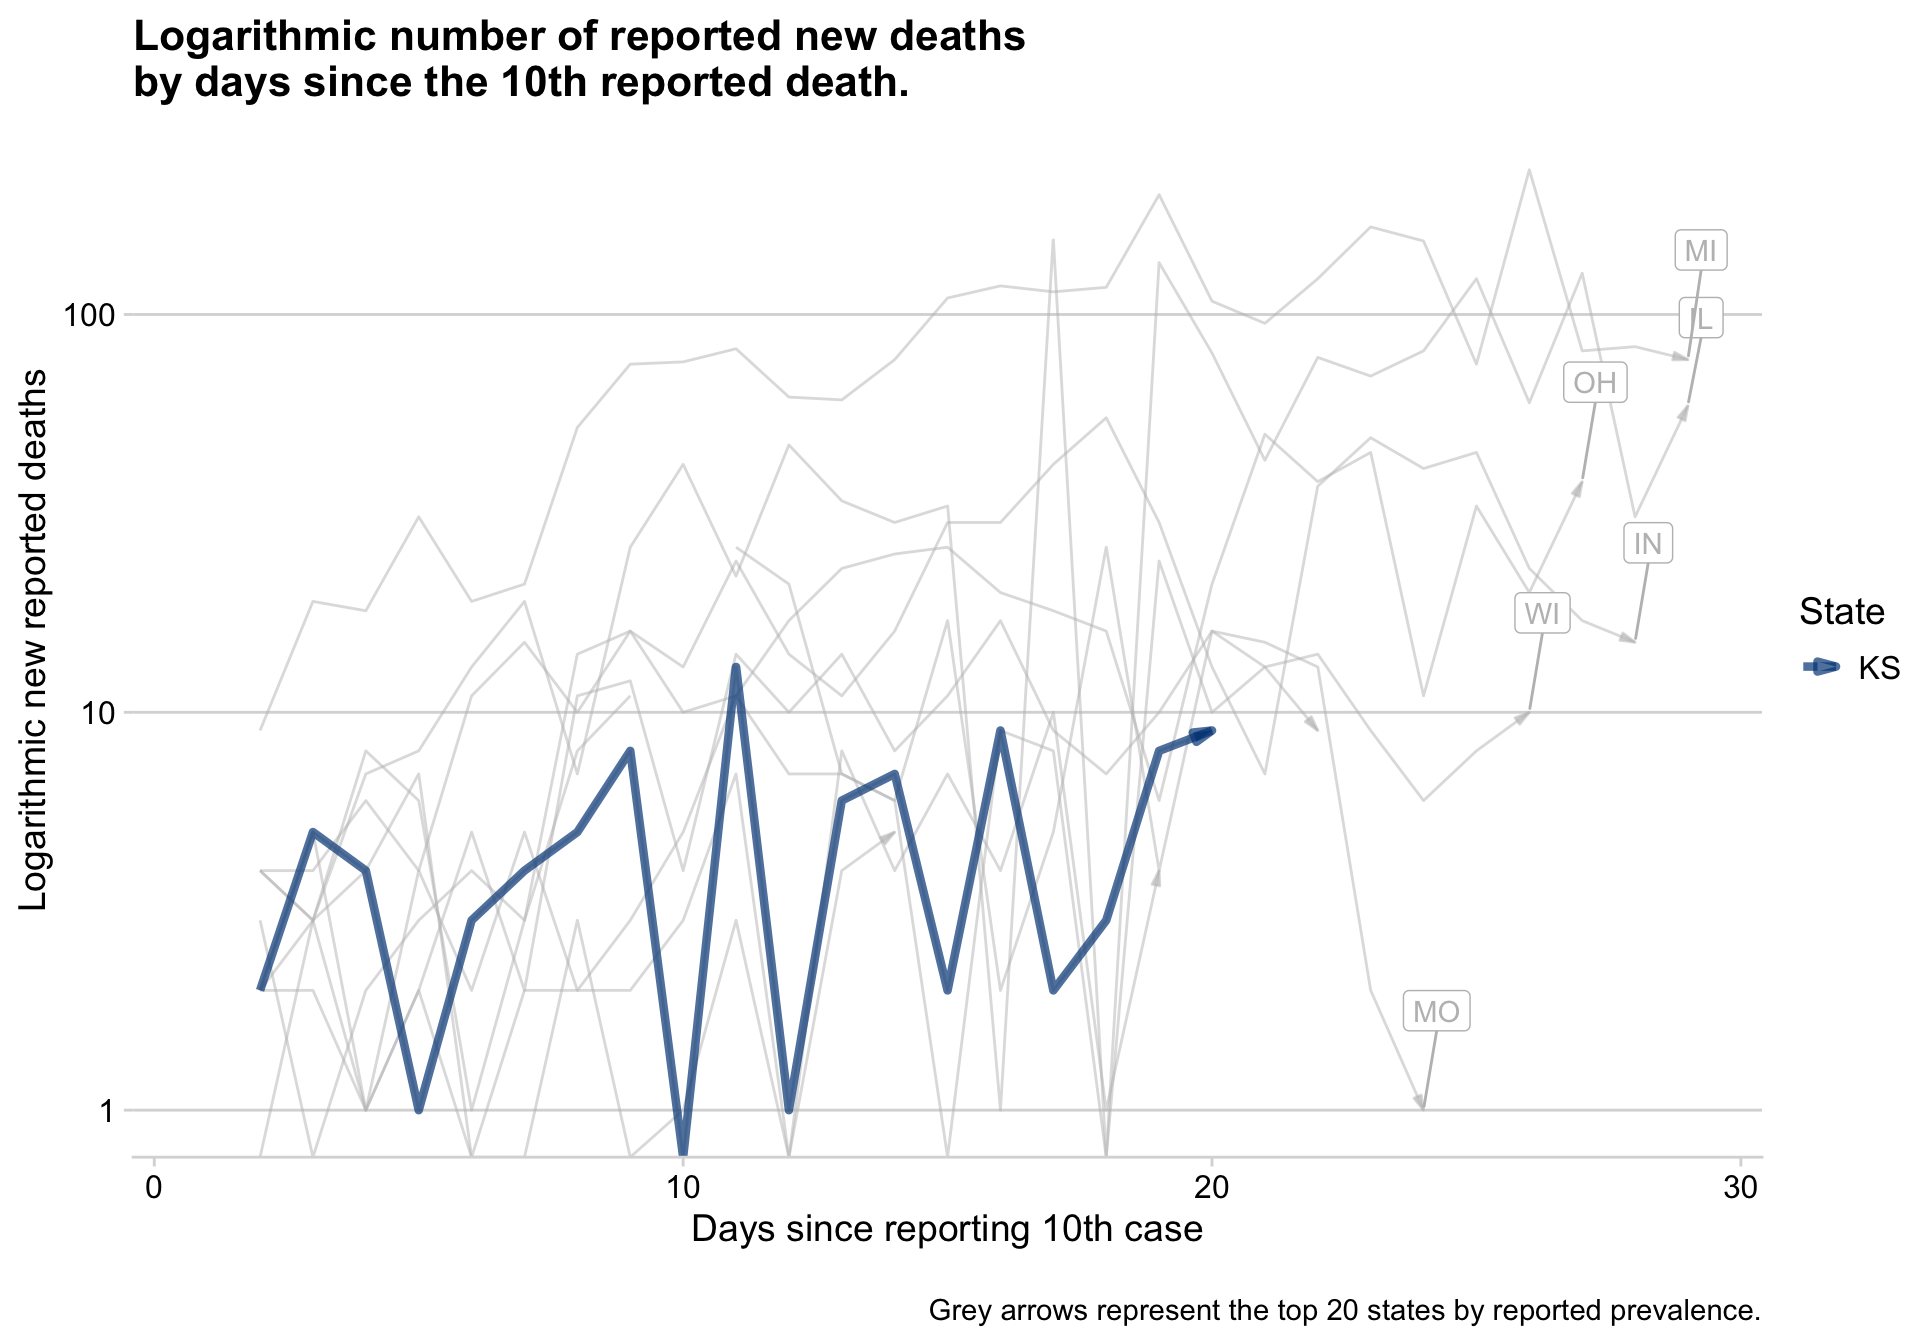 Logarithmic number of reported new deaths
by days since the 10th reported death.
Logarithmic new reported deaths
100
10
1
MI
IL
OH
IN
WI
MO
State
KS
0
10
20
30
Days since reporting 10th case
Grey arrows represent the top 20 states by reported prevalence.